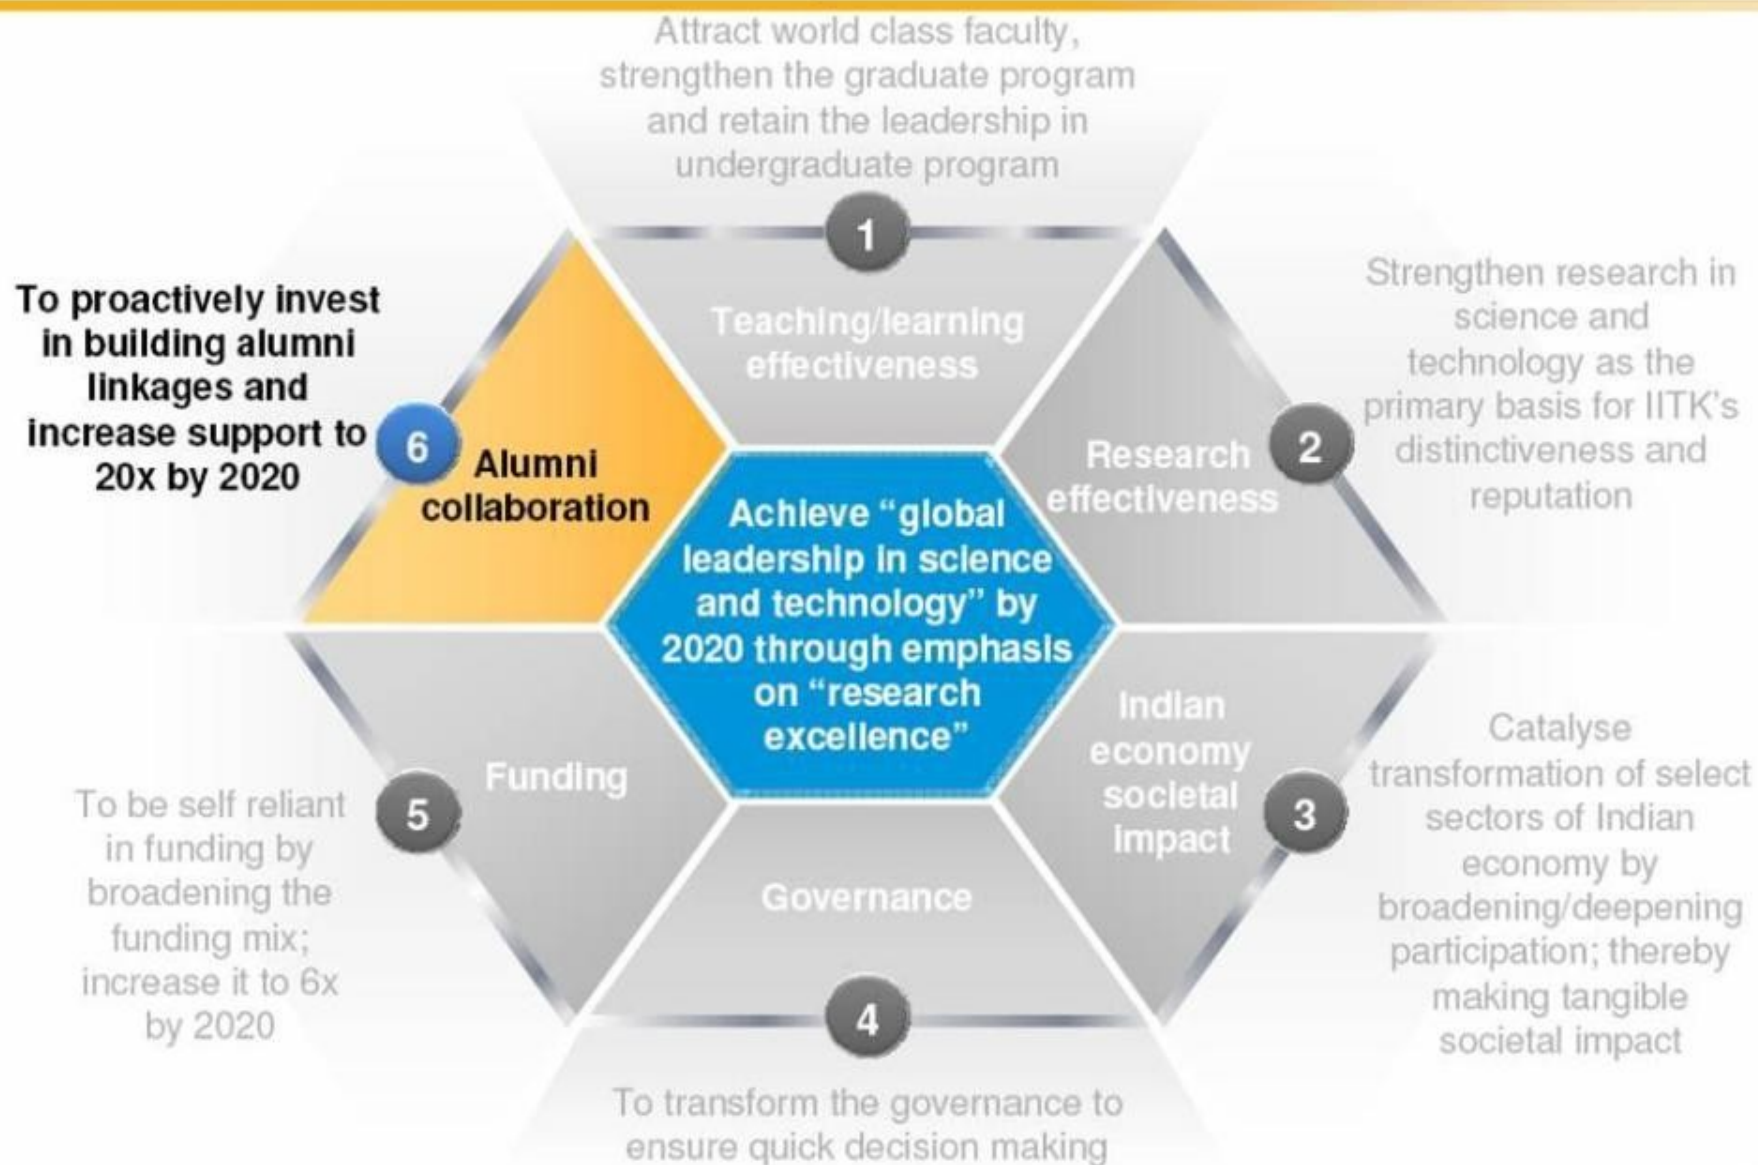 Attract world class faculty,
strengthen the graduate program
and retain the leadership in
undergraduate program
1
Teaching/learning
effectiveness
Strengthen research in
science and
technology as the
primary basis for IITK's
distinctiveness and
reputation
2
Research
effectiveness
Catalyse
transformation of select
sectors of Indian
economy by
broadening/deepening
participation; thereby
making tangible
societal impact
3
Indian
economy
societal
impact
4
Governance
To transform the governance to
ensure quick decision making
5
Funding
To be self reliant
in funding by
broadening the
funding mix;
increase it to 6x
by 2020
6
Alumni
collaboration
To proactively invest
in building alumni
linkages and
increase support to
20x by 2020
Achieve “global
leadership in science
and technology” by
2020 through emphasis
on “research
excellence”